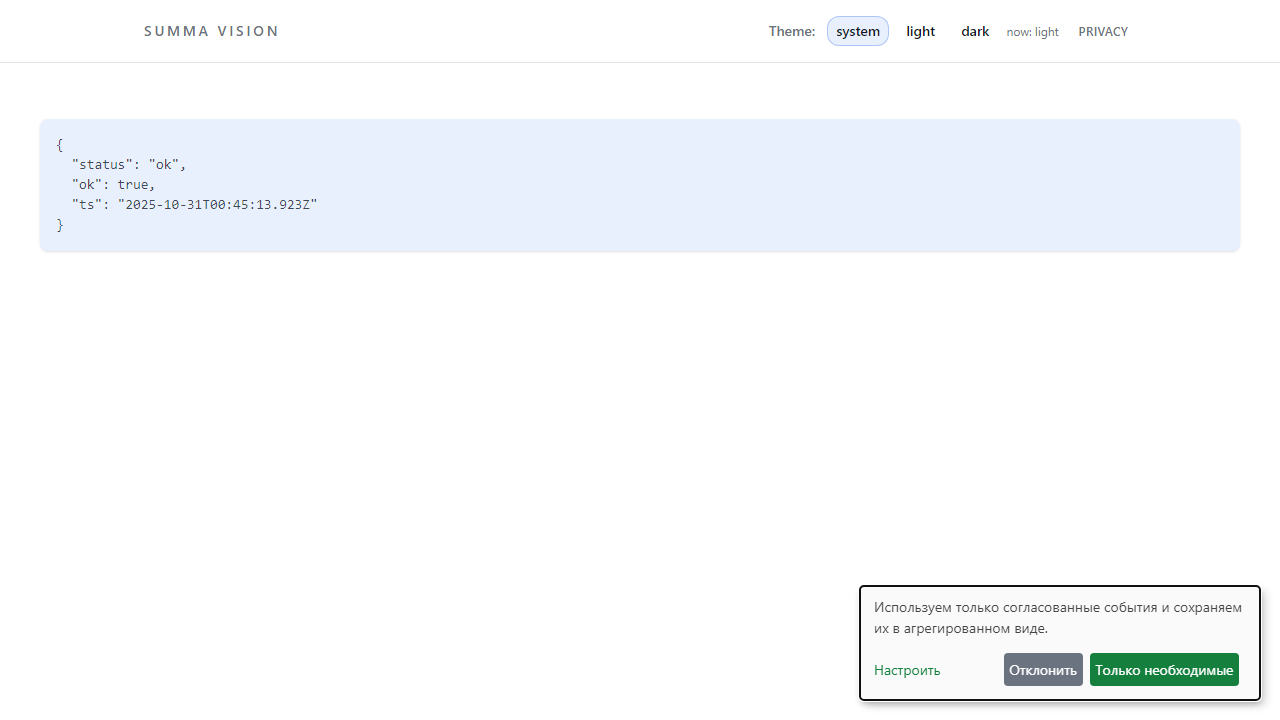 SUMMA VISION
Theme: system light dark now: light PRIVACY
{
  "status": "ok",
  "ok": true,
  "ts": "2025-10-31T00:45:13.923Z"
}
Используем только согласованные события и сохраняем
их в агрегированном виде.
Настроить Отклонить Только необходимые